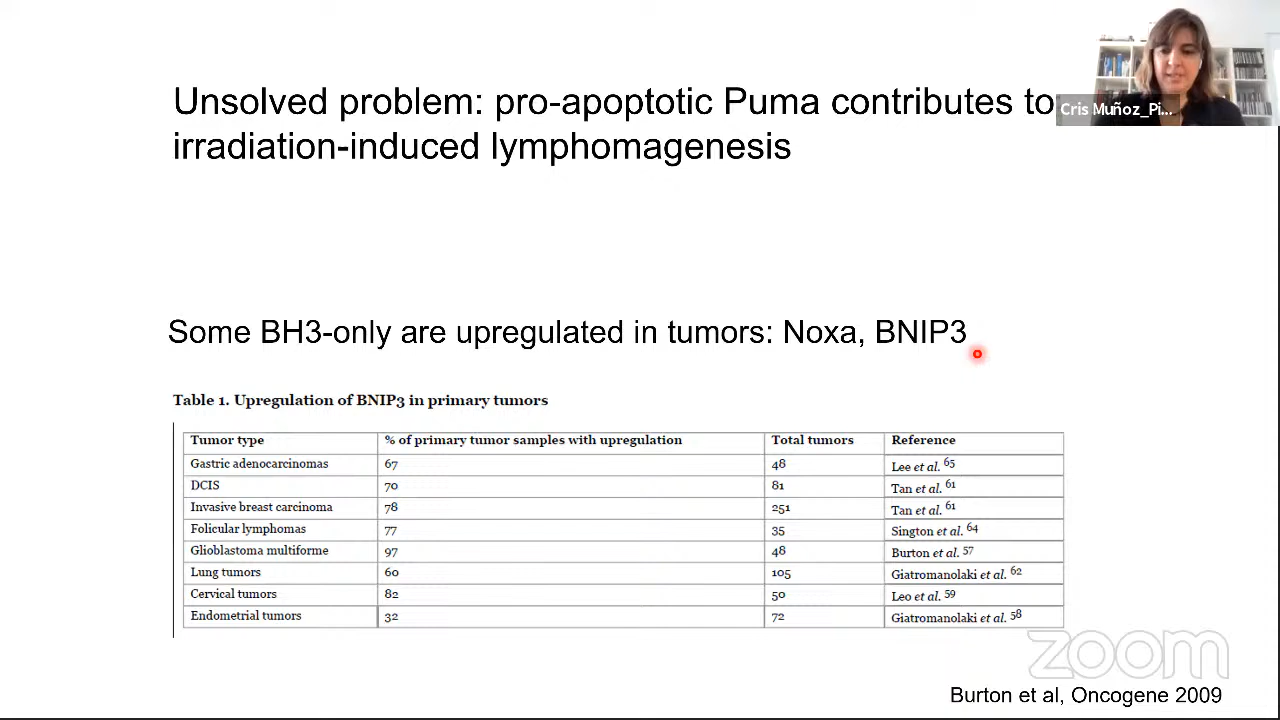 Unsolved problem: pro-apoptotic Puma contributes to
irradiation-induced lymphomagenesis
Cris Muñoz_Pi...
Some BH3-only are upregulated in tumors: Noxa, BNIP3
Table 1. Upregulation of BNIP3 in primary tumors
Tumor type % of primary tumor samples with upregulation Total tumors Reference
Gastric adenocarcinomas 67 48 Lee et al. 65
DCIS 70 81 Tan et al. 61
Invasive breast carcinoma 78 251 Tan et al. 61
Folicular lymphomas 77 35 Sington et al. 64
Glioblastoma multiforme 97 48 Burton et al. 57
Lung tumors 60 105 Giatromanolaki et al. 62
Cervical tumors 82 50 Leo et al. 59
Endometrial tumors 32 72 Giatromanolaki et al. 58
zoom
Burton et al, Oncogene 2009